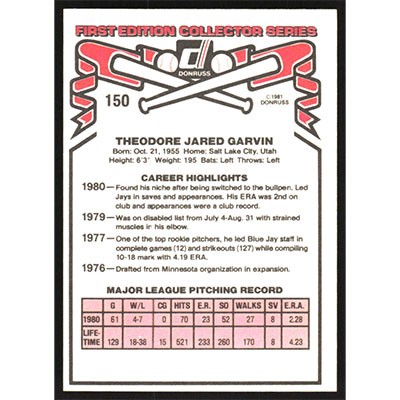 FIRST EDITION COLLECTOR SERIES
DONRUSS
150
© 1981
DONRUSS
THEODORE JARED GARVIN
Born: Oct. 21, 1955 Home: Salt Lake City, Utah
Height: 6'3" Weight: 195 Bats: Left Throws: Left
CAREER HIGHLIGHTS
1980—Found his niche after being switched to the bullpen. Led
Jays in saves and appearances. His ERA was 2nd on
club and appearances were a club record.
1979—Was on disabled list from July 4-Aug. 31 with strained
muscles in his elbow.
1977—One of the top rookie pitchers, he led Blue Jay staff in
complete games (12) and strikeouts (127) while compiling
10-18 mark with 4.19 ERA.
1976—Drafted from Minnesota organization in expansion.
MAJOR LEAGUE PITCHING RECORD
G W/L CG HITS E.R. SO WALKS SV E.R.A.
1980 61 4-7 0 70 23 52 27 8 2.28
LIFE-
TIME 129 18-38 15 521 233 260 170 8 4.23